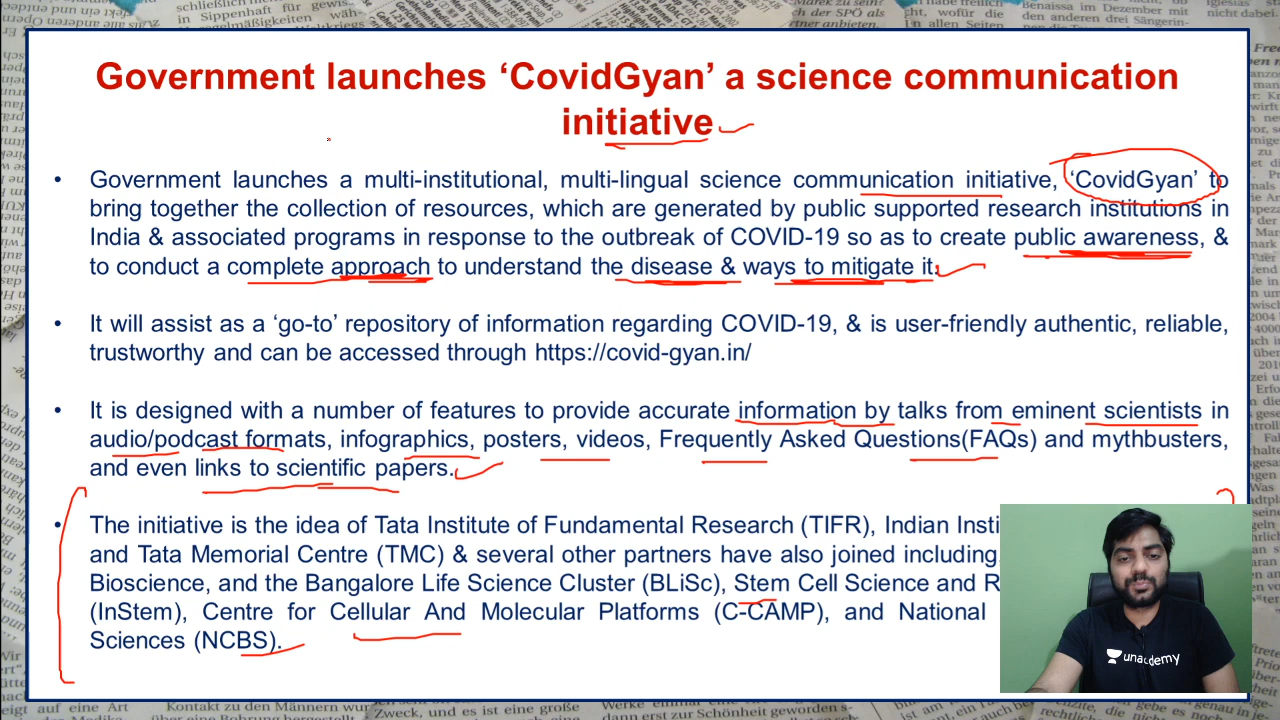 Government launches ‘CovidGyan’ a science communication
initiative
• Government launches a multi-institutional, multi-lingual science communication initiative, ‘CovidGyan’ to
bring together the collection of resources, which are generated by public supported research institutions in
India & associated programs in response to the outbreak of COVID-19 so as to create public awareness, &
to conduct a complete approach to understand the disease & ways to mitigate it.
• It will assist as a ‘go-to’ repository of information regarding COVID-19, & is user-friendly authentic, reliable,
trustworthy and can be accessed through https://covid-gyan.in/
• It is designed with a number of features to provide accurate information by talks from eminent scientists in
audio/podcast formats, infographics, posters, videos, Frequently Asked Questions(FAQs) and mythbusters,
and even links to scientific papers.
• The initiative is the idea of Tata Institute of Fundamental Research (TIFR), Indian
and Tata Memorial Centre (TMC) & several other partners have also joined including
Bioscience, and the Bangalore Life Science Cluster (BLiSc), Stem Cell Science and
(InStem), Centre for Cellular And Molecular Platforms (C-CAMP), and National
Sciences (NCBS).
unacademy